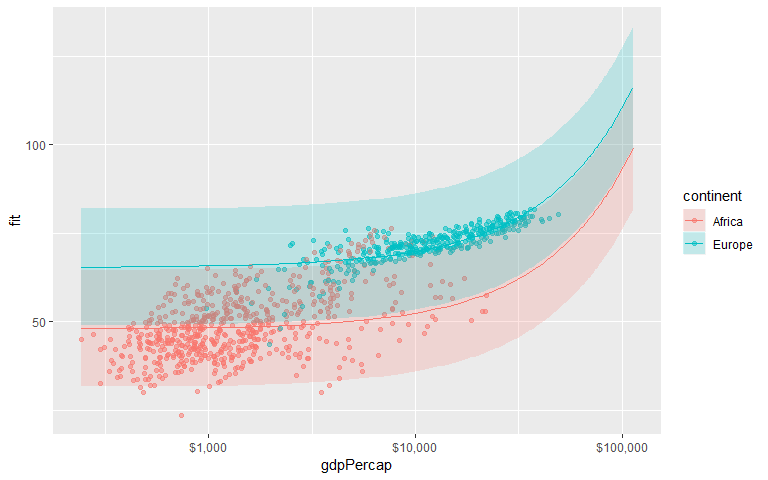 fit
100
50
$1,000
$10,000
$100,000
gdpPercap
continent
Africa
Europe